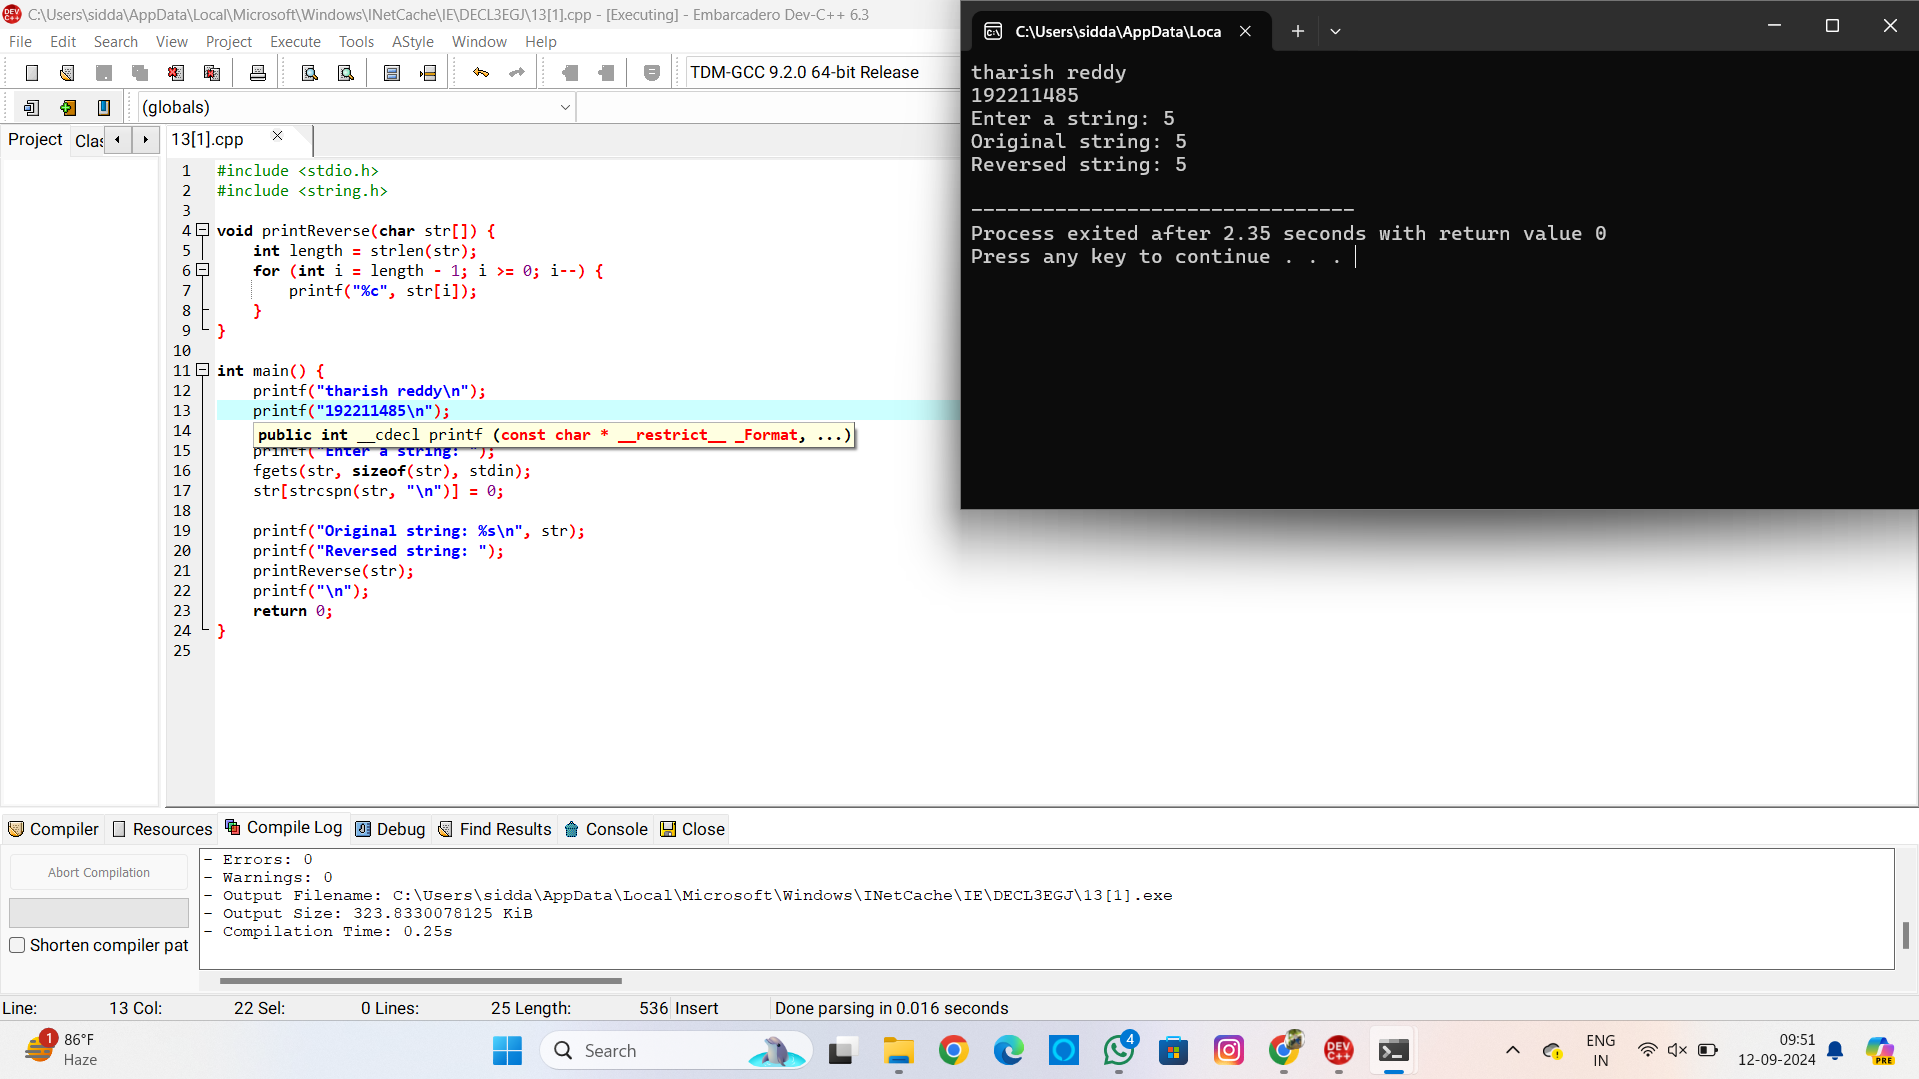 C:\Users\sidda\AppData\Local\Microsoft\Windows\INetCache\IE\DECL3EGJ\13[1].cpp - [Executing] - Embarcadero Dev-C++ 6.3
File Edit Search View Project Execute Tools AStyle Window Help
TDM-GCC 9.2.0 64-bit Release
(globals)
Project Clas
13[1].cpp
1 #include <stdio.h>
2 #include <string.h>
3
4 void printReverse(char str[]) {
5 int length = strlen(str);
6 for (int i = length - 1; i >= 0; i--) {
7 printf("%c", str[i]);
8 }
9 }
10
11 int main() {
12 printf("tharish reddy\n");
13 printf("192211485\n");
14 public int __cdecl printf (const char * __restrict__ _Format, ...)
15 printf("Enter a string: ");
16 fgets(str, sizeof(str), stdin);
17 str[strcspn(str, "\n")] = 0;
18
19 printf("Original string: %s\n", str);
20 printf("Reversed string: ");
21 printReverse(str);
22 printf("\n");
23 return 0;
24 }
25
C:\Users\sidda\AppData\Loca
tharish reddy
192211485
Enter a string: 5
Original string: 5
Reversed string: 5
--------------------------------
Process exited after 2.35 seconds with return value 0
Press any key to continue . . .
Compiler Resources Compile Log Debug Find Results Console Close
Abort Compilation
Shorten compiler pat
- Errors: 0
- Warnings: 0
- Output Filename: C:\Users\sidda\AppData\Local\Microsoft\Windows\INetCache\IE\DECL3EGJ\13[1].exe
- Output Size: 323.8330078125 KiB
- Compilation Time: 0.25s
Line: 13 Col: 22 Sel: 0 Lines: 25 Length: 536 Insert Done parsing in 0.016 seconds
1
86°F
Haze
Search
4
DEV C++
ENG
IN
09:51
12-09-2024
PRE